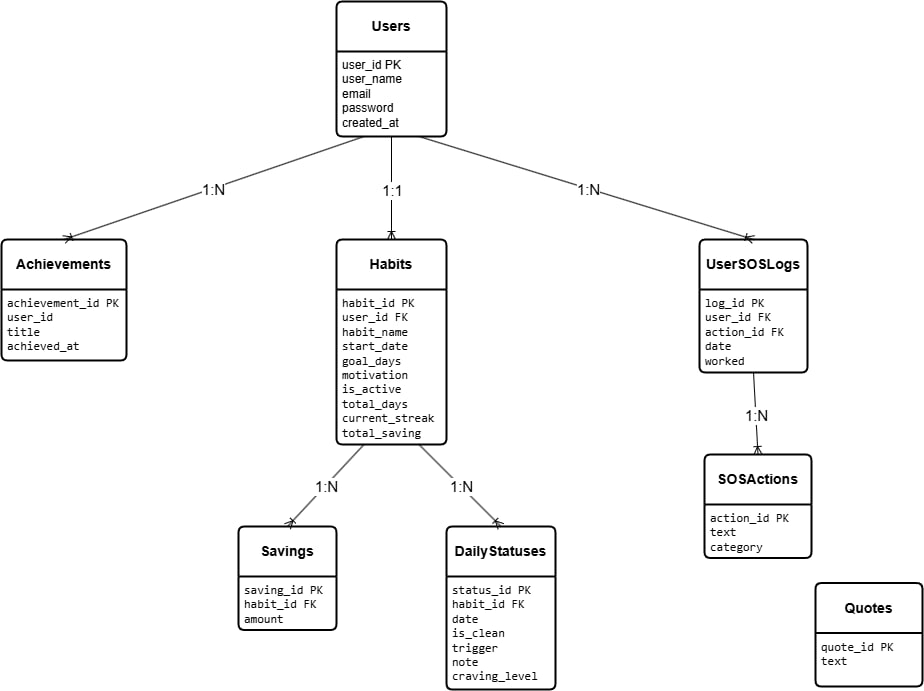 Users
user_id PK
user_name
email
password
created_at
1:N
1:1
1:N
Achievements
achievement_id PK
user_id
title
achieved_at
Habits
habit_id PK
user_id FK
habit_name
start_date
goal_days
motivation
is_active
total_days
current_streak
total_saving
UserSOSLogs
log_id PK
user_id FK
action_id FK
date
worked
1:N
1:N
1:N
Savings
saving_id PK
habit_id FK
amount
DailyStatuses
status_id PK
habit_id FK
date
is_clean
trigger
note
craving_level
SOSActions
action_id PK
text
category
Quotes
quote_id PK
text